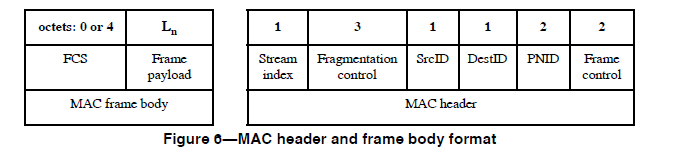 octets: 0 or 4 Ln 1 3 1 1 2 2
FCS Frame payload Stream index Fragmentation control SrcID DestID PNID Frame control
MAC frame body MAC header
Figure 6—MAC header and frame body format